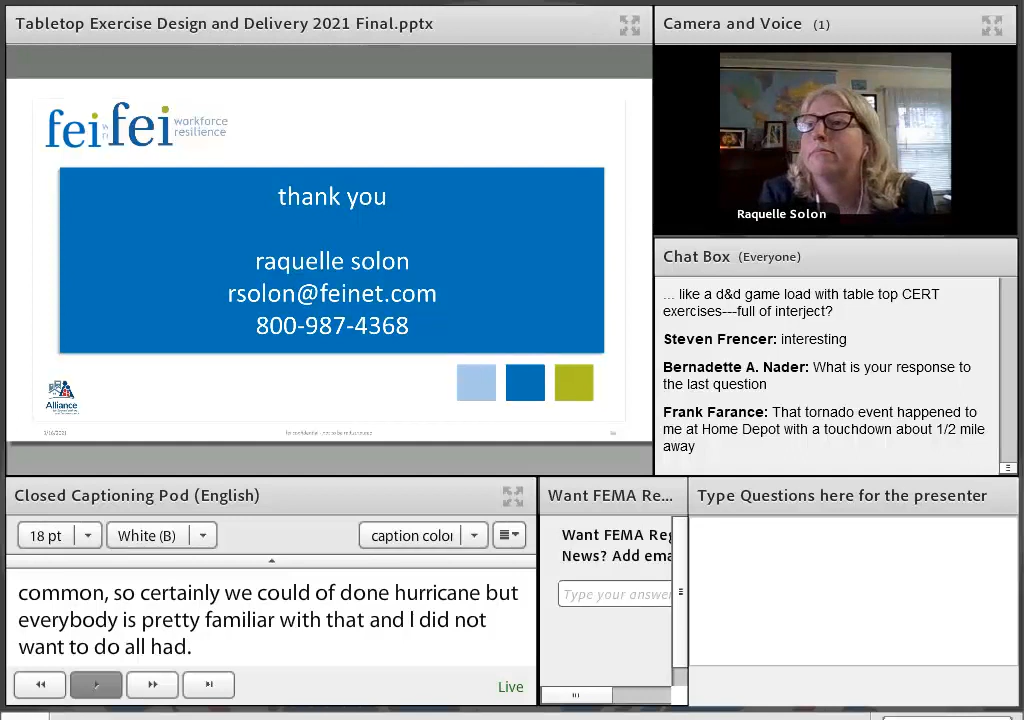 Tabletop Exercise Design and Delivery 2021 Final.pptx
fei fei workforce
resilience
thank you
raquelle solon
rsolon@feinet.com
800-987-4368
Alliance
3/16/2021
Camera and Voice (1)
Raquelle Solon
Chat Box (Everyone)
... like a d&d game load with table top CERT
exercises---full of interject?
Steven Frencer: interesting
Bernadette A. Nader: What is your response to
the last question
Frank Farance: That tornado event happened to
me at Home Depot with a touchdown about 1/2 mile
away
Closed Captioning Pod (English)
18 pt
White (B)
caption color
common, so certainly we could of done hurricane but
everybody is pretty familiar with that and I did not
want to do all had.
Live
Want FEMA Re...
Want FEMA Reg
News? Add ema
Type your answer
Type Questions here for the presenter